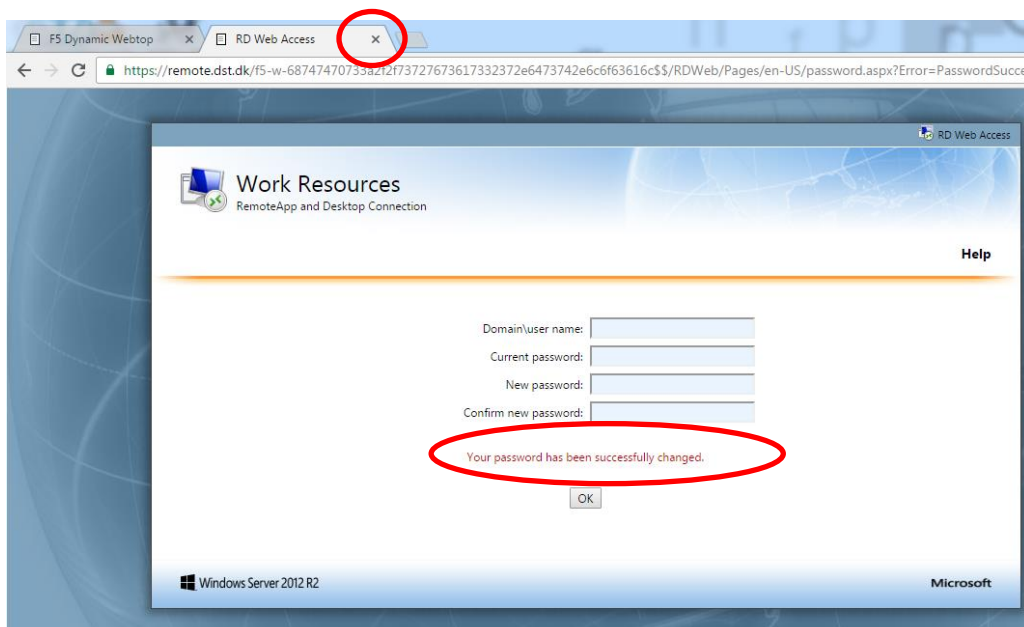 F5 Dynamic Webtop
RD Web Access
https://remote.dst.dk/f5-w-68747470733a2f2f73727673617332372e6473742e6c6f63616c$$/RDWeb/Pages/en-US/password.aspx?Error=PasswordSucce
RD Web Access
Work Resources
RemoteApp and Desktop Connection
Help
Domain\user name:
Current password:
New password:
Confirm new password:
Your password has been successfully changed.
OK
Windows Server 2012 R2
Microsoft